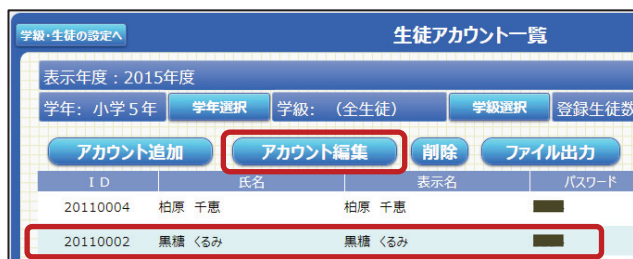 学級・生徒の設定へ 生徒アカウント一覧
表示年度：2015年度
学年: 小学5年 学年選択 学級: (全生徒) 学級選択 登録生徒数
アカウント追加 アカウント編集 削除 ファイル出力
ID 氏名 表示名 パスワード
20110004 柏原 千恵 柏原 千恵
20110002 黒糖 くるみ 黒糖 くるみ